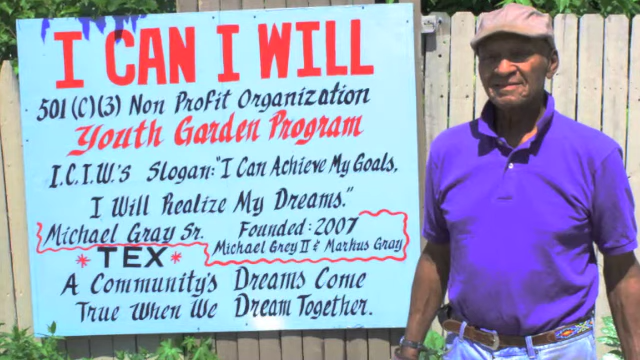 I CAN I WILL
501(C)(3) Non Profit Organization
Youth Garden Program
I.C.I.W.'s Slogan: "I Can Achieve My Goals,
I Will Realize My Dreams."
Michael Gray Sr. Founded: 2007
Michael Grey II & Markus Gray
*TEX*
A Community's Dreams Come
True When We Dream Together.